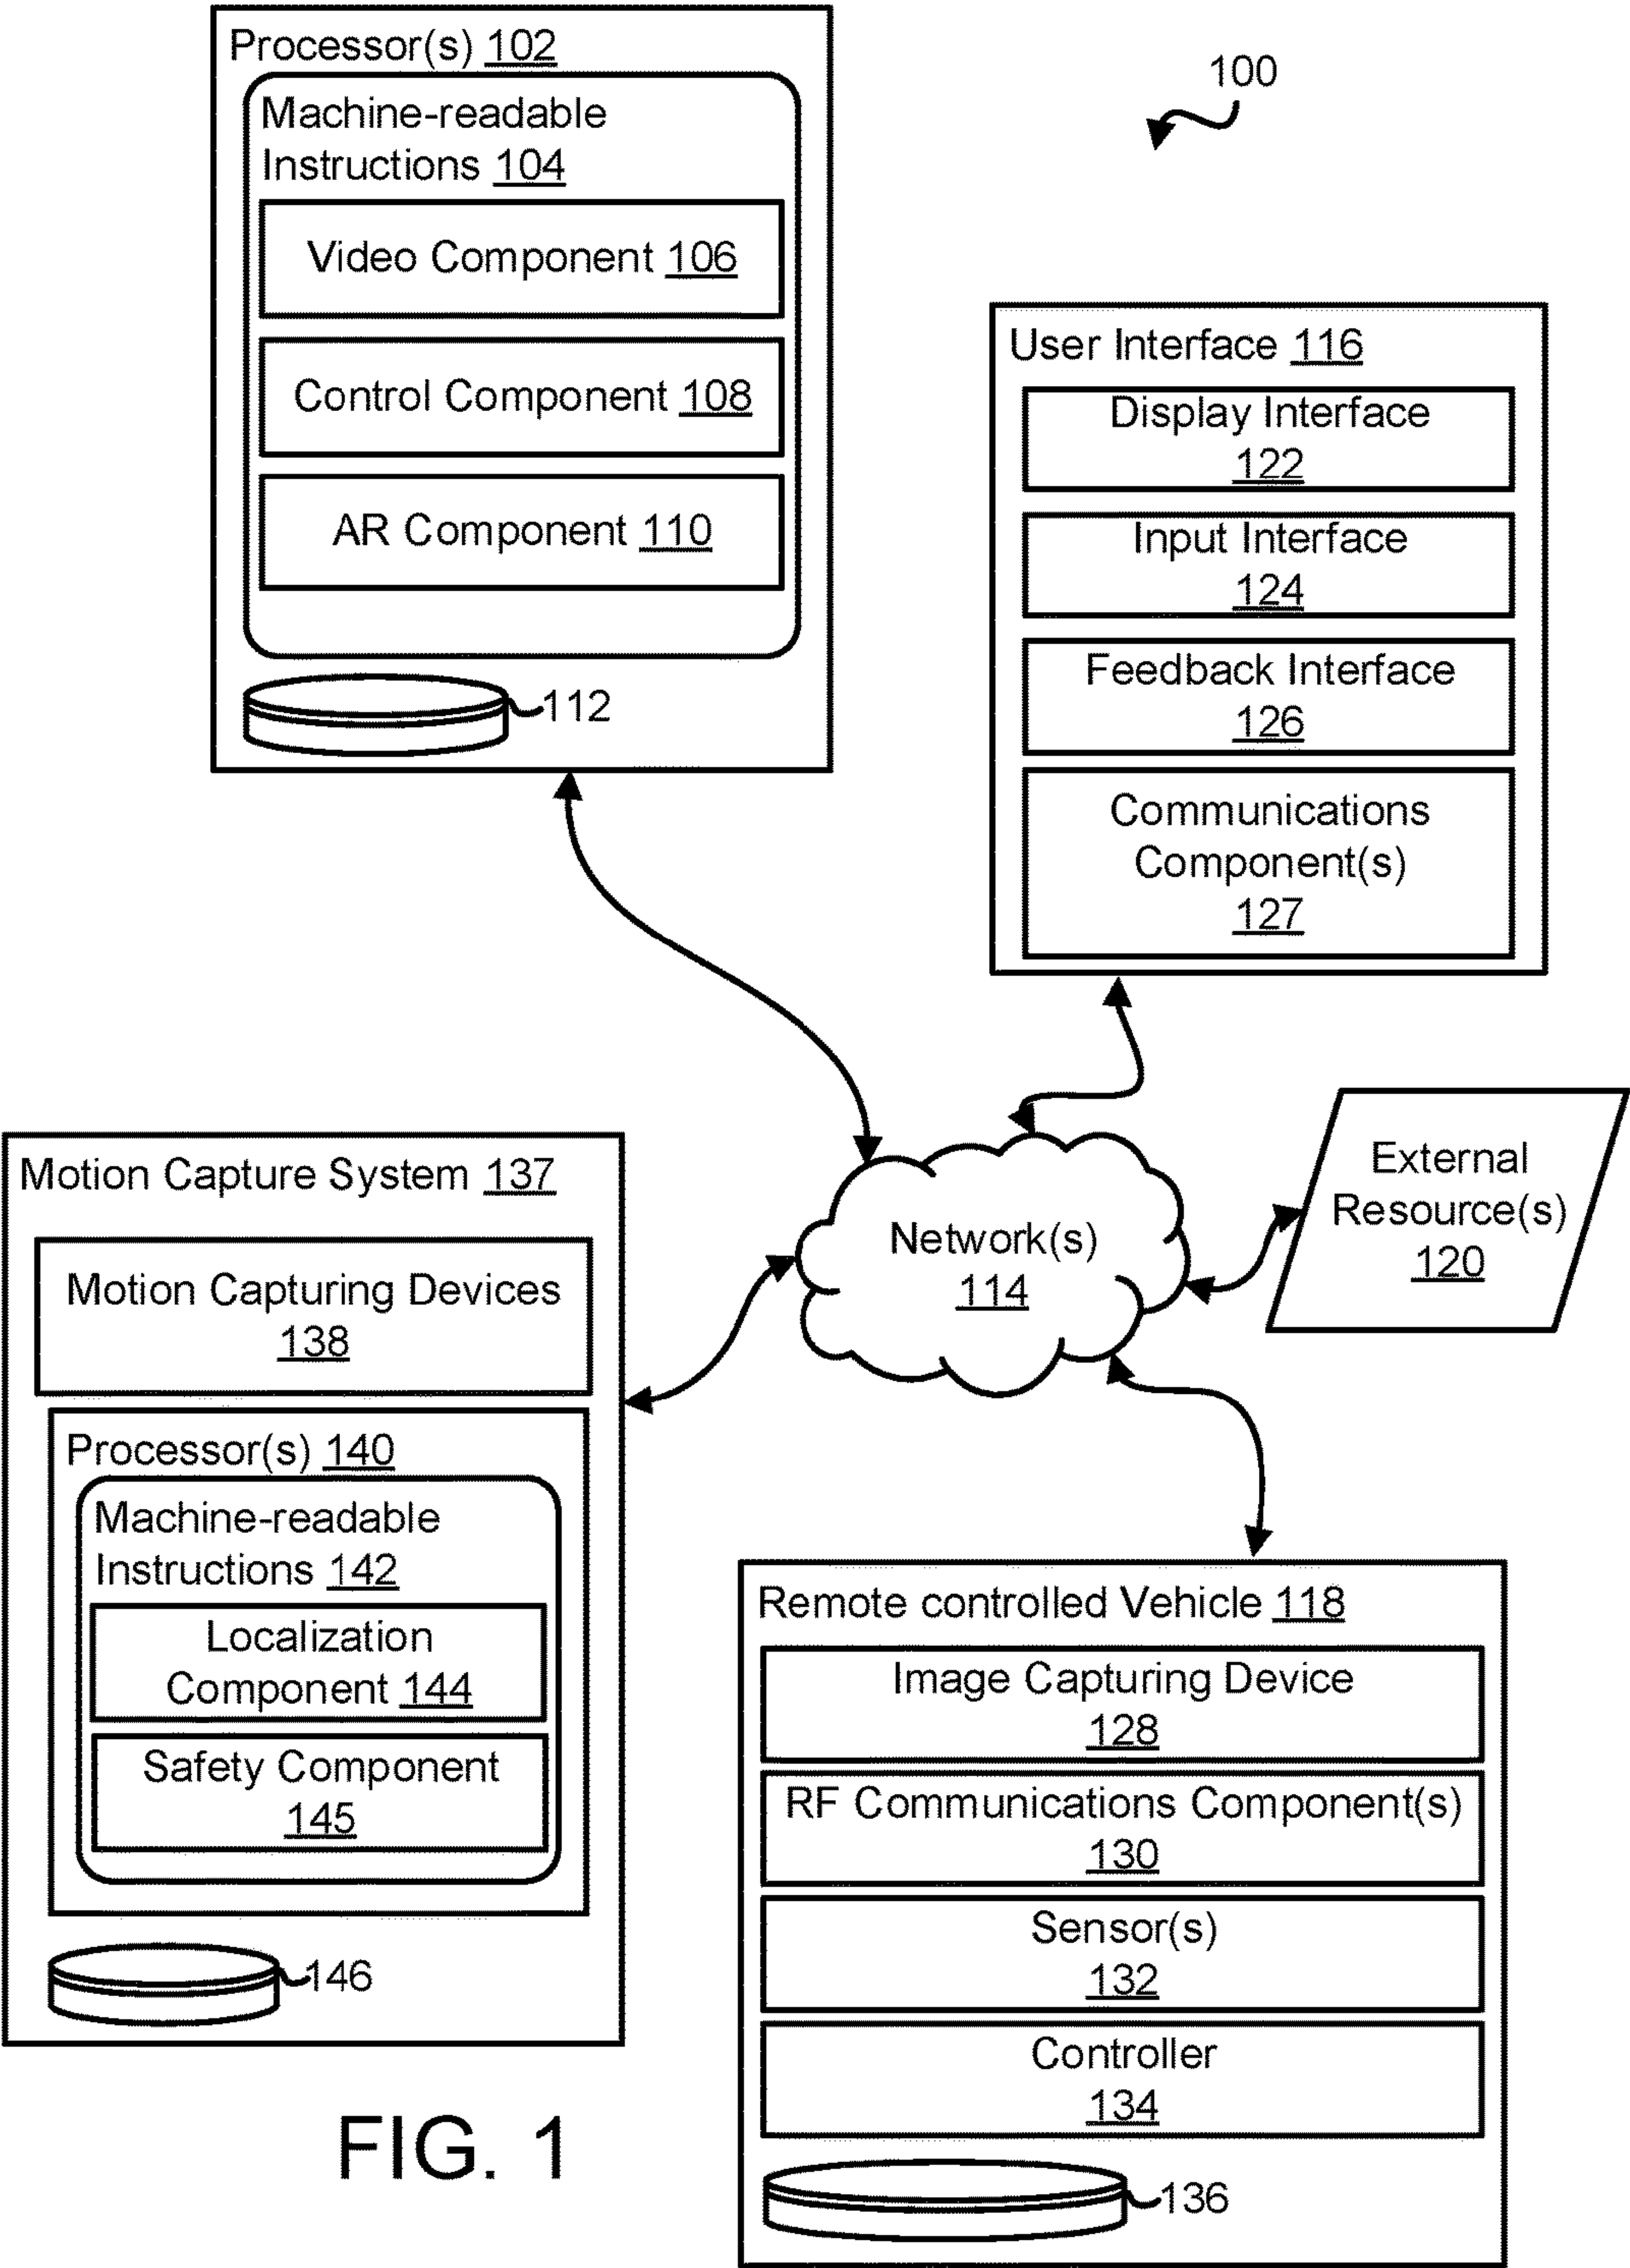 Processor(s) 102
Machine-readable
Instructions 104
Video Component 106
Control Component 108
AR Component 110
112
100
User Interface 116
Display Interface
122
Input Interface
124
Feedback Interface
126
Communications
Component(s)
127
Network(s)
114
External
Resource(s)
120
Motion Capture System 137
Motion Capturing Devices
138
Processor(s) 140
Machine-readable
Instructions 142
Localization
Component 144
Safety Component
145
146
Remote controlled Vehicle 118
Image Capturing Device
128
RF Communications Component(s)
130
Sensor(s)
132
Controller
134
136
FIG. 1